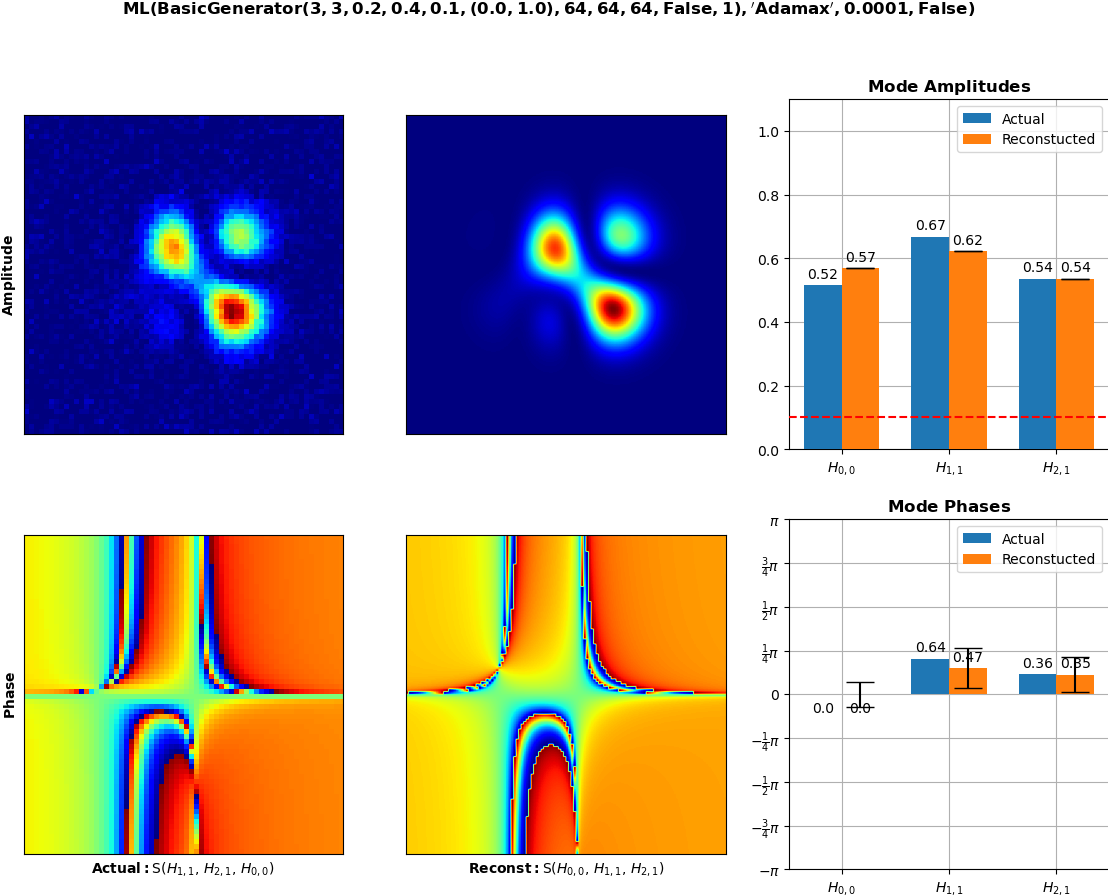 ML(BasicGenerator(3, 3, 0.2, 0.4, 0.1, (0.0, 1.0), 64, 64, 64, False, 1), ′Adamax′, 0.0001, False)
Amplitude
Mode Amplitudes
Actual
Reconstucted
1.0
0.8
0.6
0.4
0.2
0.0
0.52
0.57
0.67
0.62
0.54
0.54
H0,0
H1,1
H2,1
Phase
Actual: S(H1,1, H2,1, H0,0)
Reconst: S(H0,0, H1,1, H2,1)
Mode Phases
Actual
Reconstucted
π
3/4π
1/2π
1/4π
0
−1/4π
−1/2π
−3/4π
−π
0.0
0.0
0.64
0.47
0.36
0.35
H0,0
H1,1
H2,1